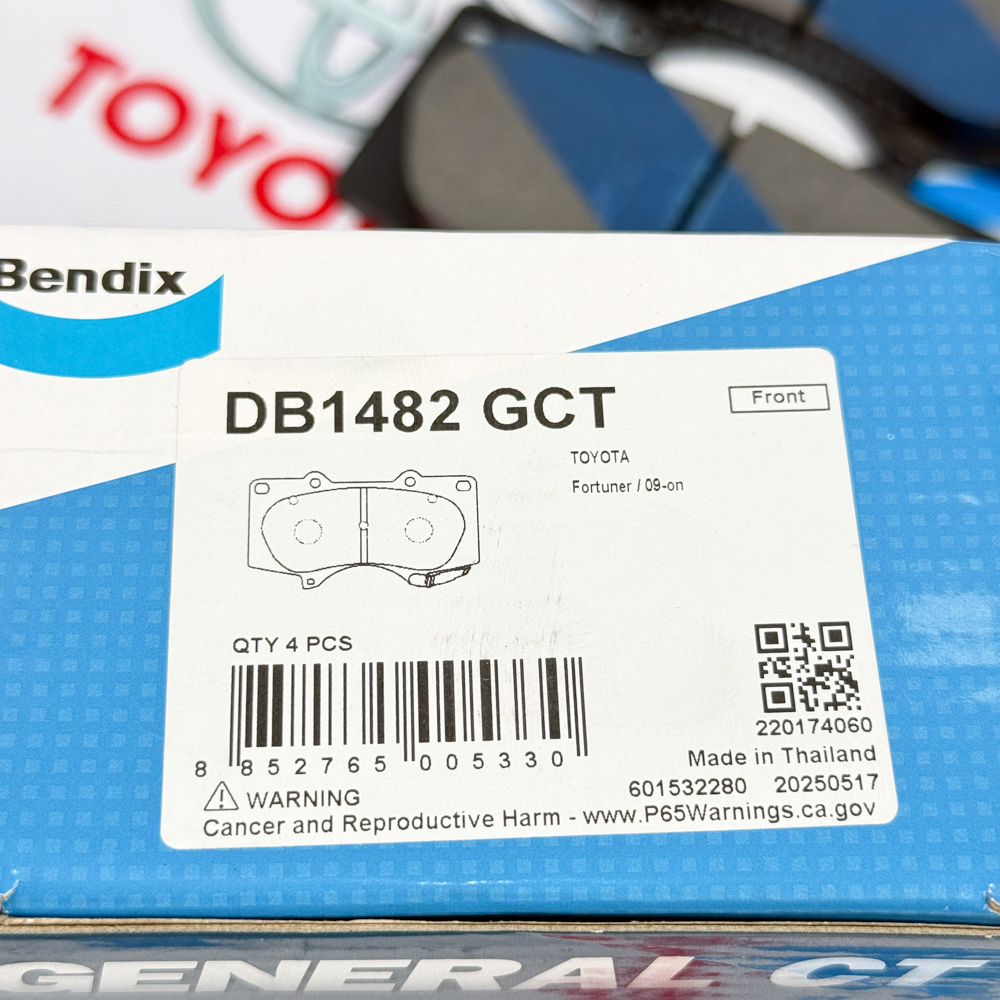 TOYO
Bendix
DB1482 GCT
Front
TOYOTA
Fortuner / 09-on
QTY 4 PCS
8 852765 005330
220174060
Made in Thailand
601532280 20250517
WARNING
Cancer and Reproductive Harm - www.P65Warnings.ca.gov
GENERAL CT